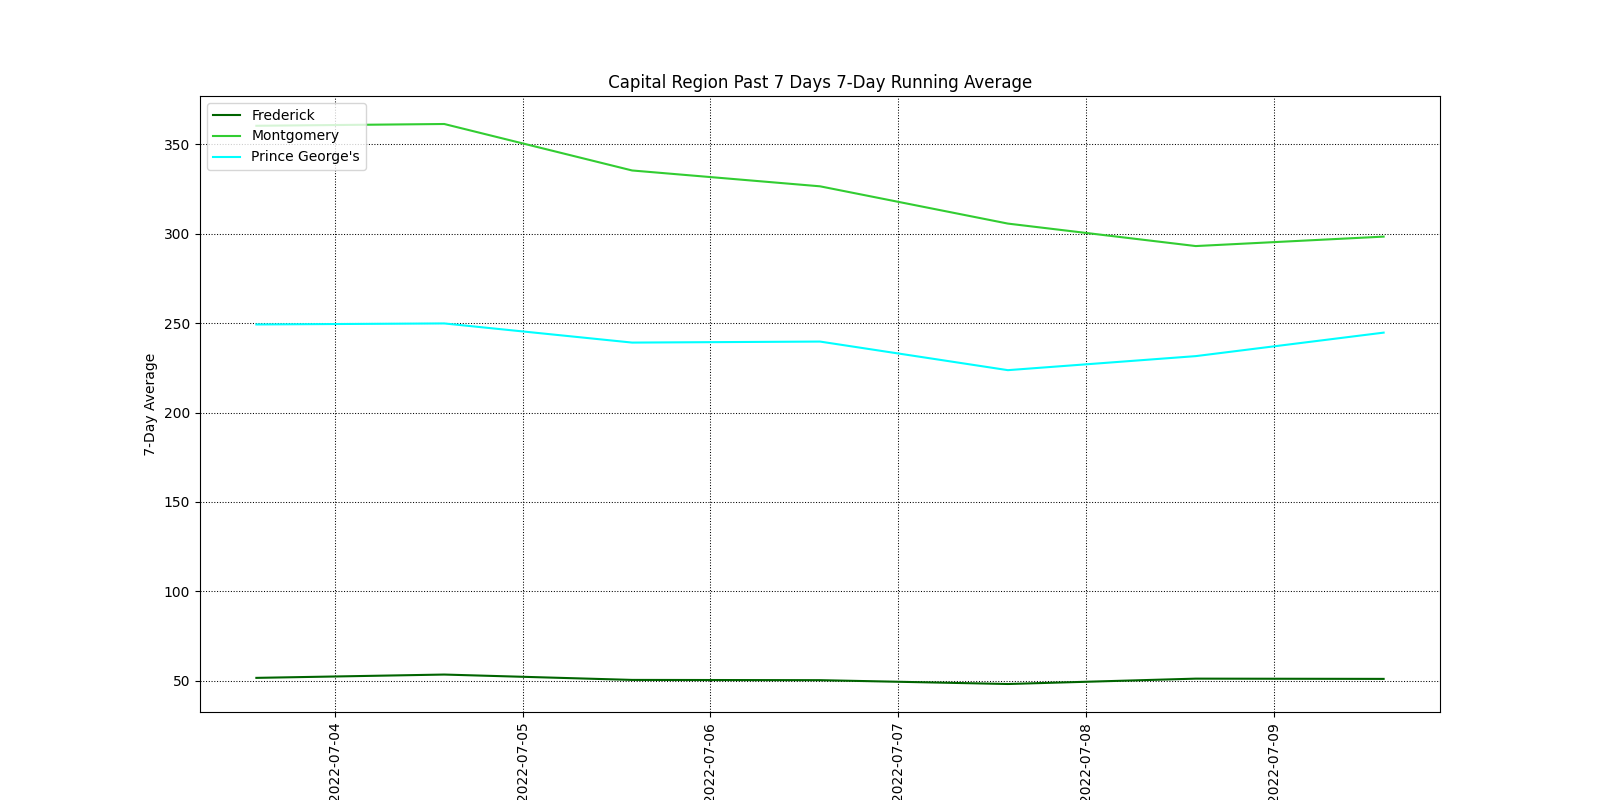 Capital Region Past 7 Days 7-Day Running Average
Frederick
Montgomery
Prince George's
7-Day Average
350
300
250
200
150
100
50
2022-07-04
2022-07-05
2022-07-06
2022-07-07
2022-07-08
2022-07-09